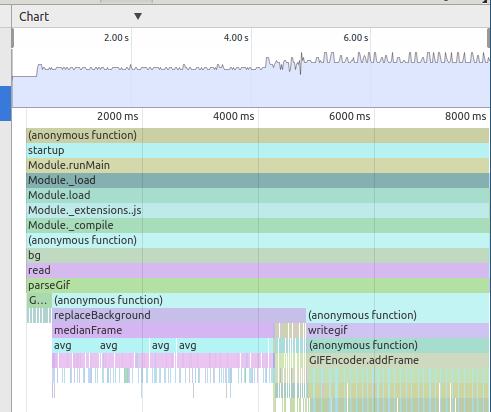 Chart ▼
2.00 s 4.00 s 6.00 s
2000 ms 4000 ms 6000 ms 8000 ms
(anonymous function)
startup
Module.runMain
Module._load
Module.load
Module._extensions..js
Module._compile
(anonymous function)
bg
read
parseGif
G... (anonymous function)
replaceBackground (anonymous function)
medianFrame writegif
avg avg avg avg (anonymous function)
GIFEncoder.addFrame